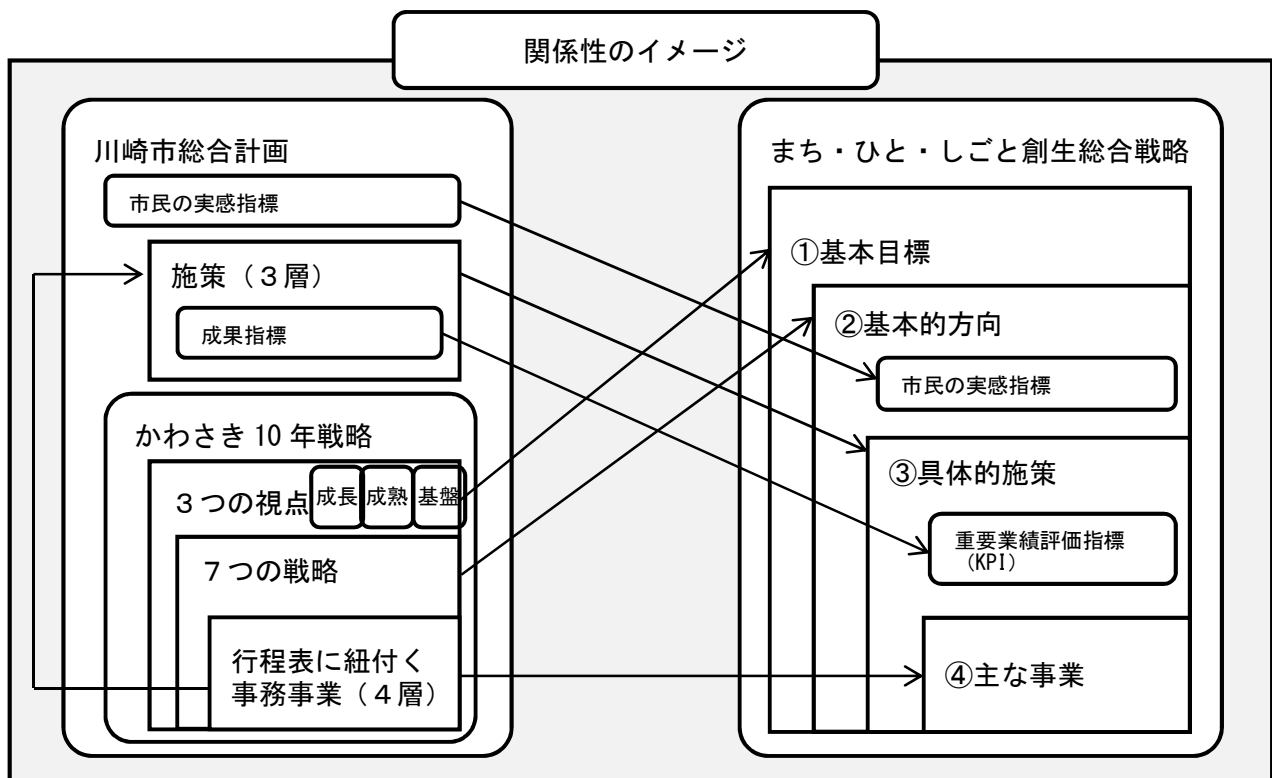 関係性のイメージ
川崎市総合計画
市民の実感指標
施策（３層）
成果指標
かわさき 10 年戦略
３つの視点
成長
成熟
基盤
７つの戦略
行程表に紐付く
事務事業（４層）
まち・ひと・しごと創生総合戦略
①基本目標
②基本的方向
市民の実感指標
③具体的施策
重要業績評価指標
（KPI）
④主な事業